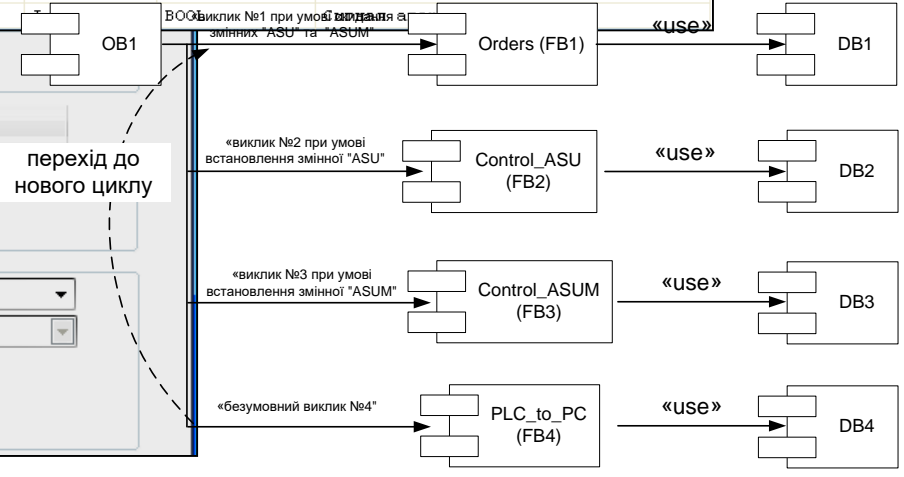 BOOL
«виклик №1 при умові скидання
змінних "ASU" та "ASUM"
OB1
Orders (FB1)
«use»
DB1
перехід до
нового циклу
«виклик №2 при умові
встановлення змінної "ASU"
Control_ASU
(FB2)
«use»
DB2
«виклик №3 при умові
встановлення змінної "ASUM"
Control_ASUM
(FB3)
«use»
DB3
«безумовний виклик №4"
PLC_to_PC
(FB4)
«use»
DB4